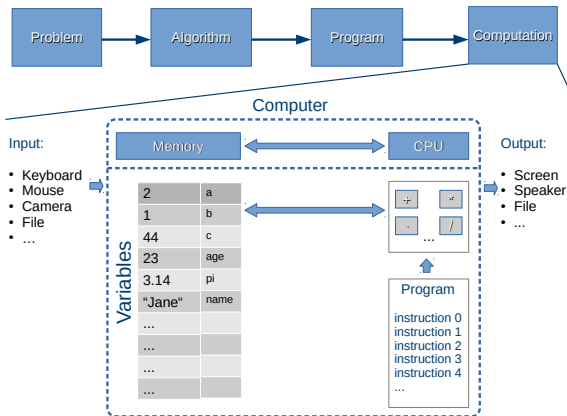 Problem
Algorithm
Program
Computation
Computer
Input:
• Keyboard
• Mouse
• Camera
• File
• ...
Memory
CPU
Output:
• Screen
• Speaker
• File
• ...
Variables
2 a
1 b
44 c
23 age
3.14 pi
“Jane“ name
...
...
...
...
+ *
- /
...
Program
instruction 0
instruction 1
instruction 2
instruction 3
instruction 4
...